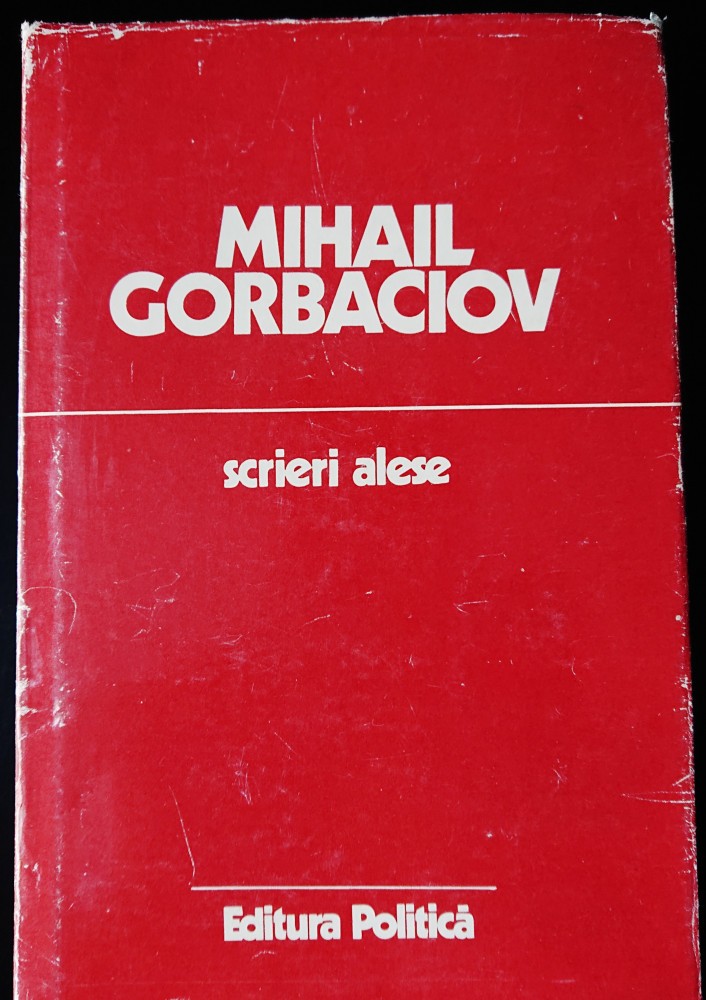 MIHAIL
GORBACIOV
scrieri alese
Editura Politică